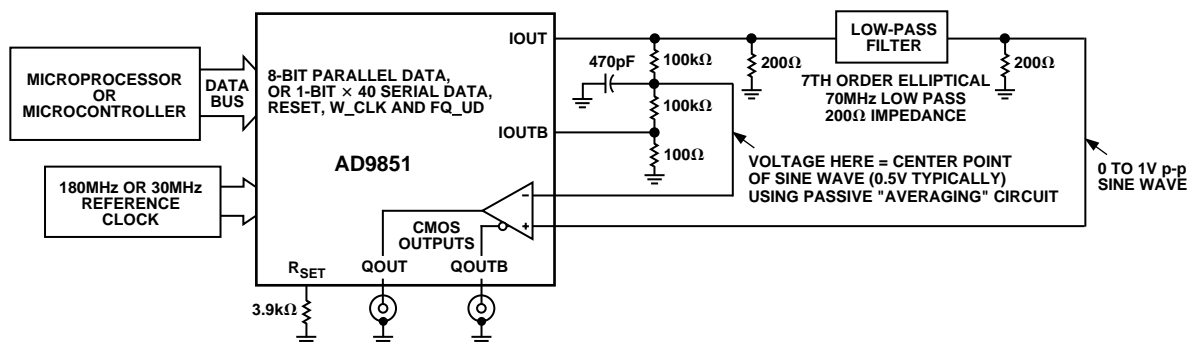 MICROPROCESSOR
OR
MICROCONTROLLER
DATA
BUS
180MHz OR 30MHz
REFERENCE
CLOCK
8-BIT PARALLEL DATA,
OR 1-BIT × 40 SERIAL DATA,
RESET, W_CLK AND FQ_UD
AD9851
IOUT
IOUTB
–
+
CMOS
OUTPUTS
RSET
QOUT
QOUTB
3.9kΩ
470pF
100kΩ
100kΩ
100Ω
200Ω
LOW-PASS
FILTER
7TH ORDER ELLIPTICAL
70MHz LOW PASS
200Ω IMPEDANCE
200Ω
VOLTAGE HERE = CENTER POINT
OF SINE WAVE (0.5V TYPICALLY)
USING PASSIVE "AVERAGING" CIRCUIT
0 TO 1V p-p
SINE WAVE